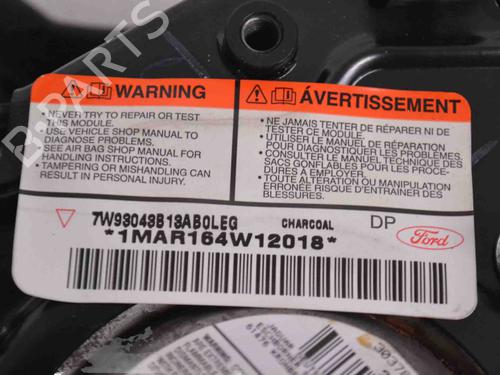 WARNING
• NEVER TRY TO REPAIR OR TEST
THIS MODULE.
• USE VEHICLE SHOP MANUAL TO
DIAGNOSE PROBLEMS.
• SEE AIR BAG SHOP MANUAL FOR
HANDLING INSTRUCTIONS.
• TAMPERING OR MISHANDLING CAN
RESULT IN PERSONAL INJURY.
ÁVERTISSEMENT
• NE JAMAIS TENTER DE RÉPARER NI DE
TESTER CE MODULE.
• UTILISER LE MANUEL DE RÉPARATION
POUR DIAGNOSTIQUER LES PROBLÈMES
• CONSULTER LE MANUEL TECHNIQUE DES
SACS GONFLABLES POUR LES PROCÉ-
DURES À EXÉCUTER.
• TOUTE ALTÉRATION OU MANIPULATION
ERRONÉE RISQUE D'ENTRAÎNER DES
BLESSURES.
7W93043B13AB0LEG CHARCOAL DP
Ford
*1MAR164W12018*
B-PARTS